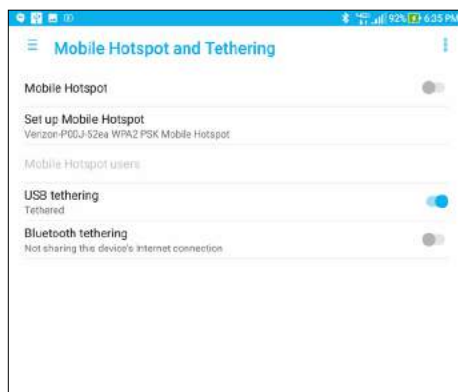 92% 6:35 PM
Mobile Hotspot and Tethering
Mobile Hotspot
Set up Mobile Hotspot
Verizon-P00J-52ea WPA2 PSK Mobile Hotspot
Mobile Hotspot users
USB tethering
Tethered
Bluetooth tethering
Not sharing this device's internet connection